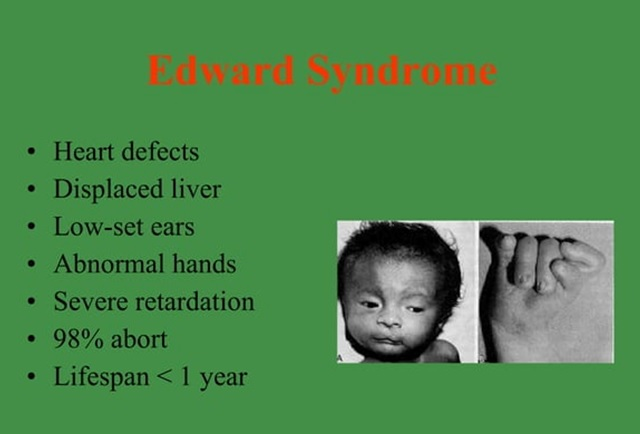 Edward Syndrome
• Heart defects
• Displaced liver
• Low-set ears
• Abnormal hands
• Severe retardation
• 98% abort
• Lifespan < 1 year
A